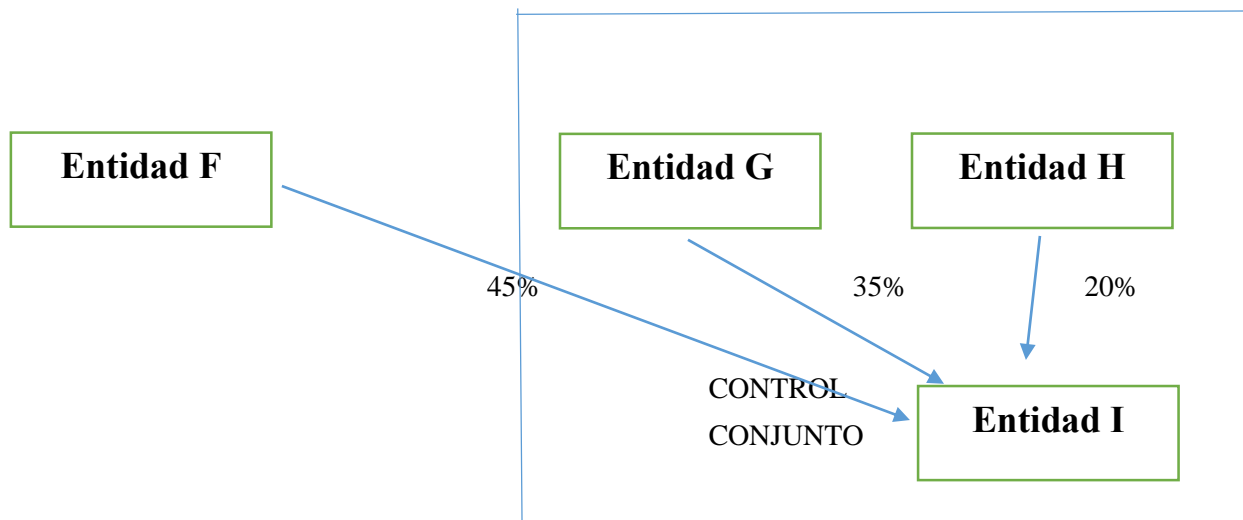 Entidad F
Entidad G
Entidad H
45%
35%
20%
CONTROL
CONJUNTO
Entidad I